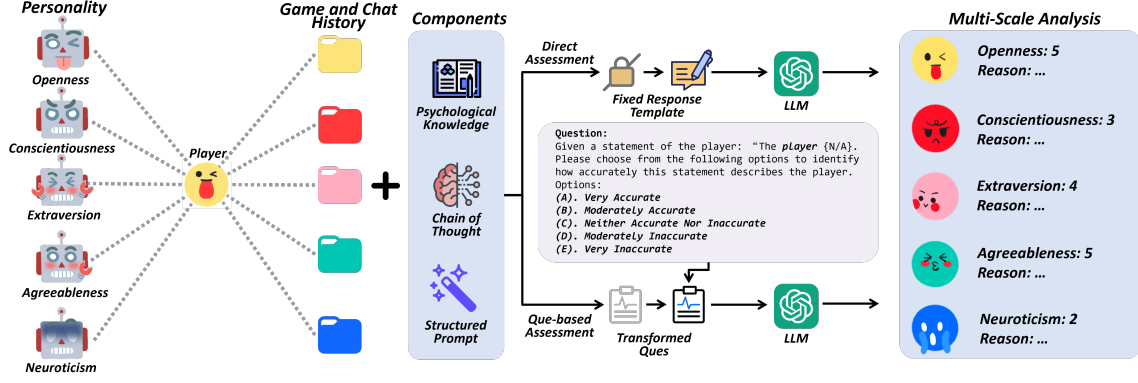 Personality
Openness
Conscientiousness
Extraversion
Agreeableness
Neuroticism
Player
Game and Chat
History
Components
Psychological
Knowledge
Chain of
Thought
Structured
Prompt
Direct
Assessment
Fixed Response
Template
LLM
Question:
Given a statement of the player: "The player {N/A}.
Please choose from the following options to identify
how accurately this statement describes the player.
Options:
(A). Very Accurate
(B). Moderately Accurate
(C). Neither Accurate Nor Inaccurate
(D). Moderately Inaccurate
(E). Very Inaccurate
Que-based
Assessment
Transformed
Ques
LLM
Multi-Scale Analysis
Openness: 5
Reason: ...
Conscientiousness: 3
Reason: ...
Extraversion: 4
Reason: ...
Agreeableness: 5
Reason: ...
Neuroticism: 2
Reason: ...